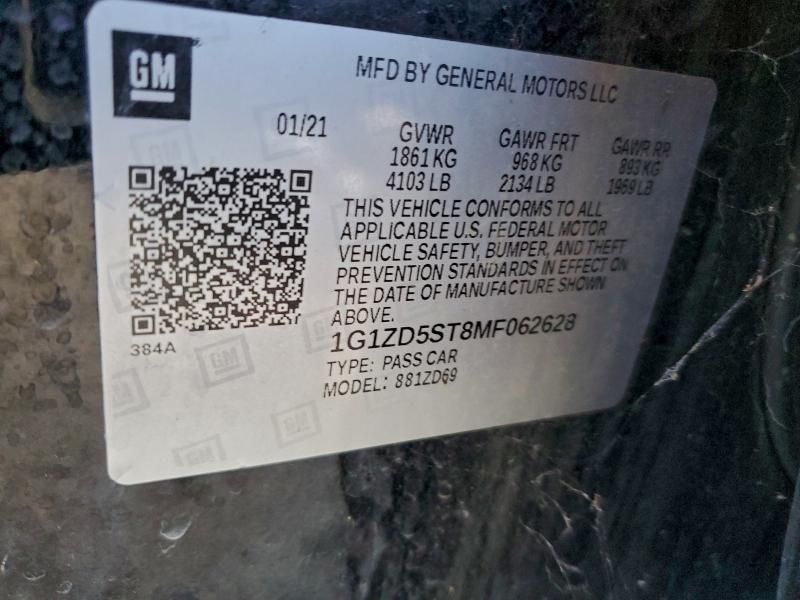 GM
MFD BY GENERAL MOTORS LLC
01/21 GVWR GAWR FRT GAWR RR
1861 KG 968 KG 893 KG
4103 LB 2134 LB 1969 LB
THIS VEHICLE CONFORMS TO ALL
APPLICABLE U.S. FEDERAL MOTOR
VEHICLE SAFETY, BUMPER, AND THEFT
PREVENTION STANDARDS IN EFFECT ON
THE DATE OF MANUFACTURE SHOWN
ABOVE.
384A
1G1ZD5ST8MF062628
TYPE: PASS CAR
MODEL: 881ZD69